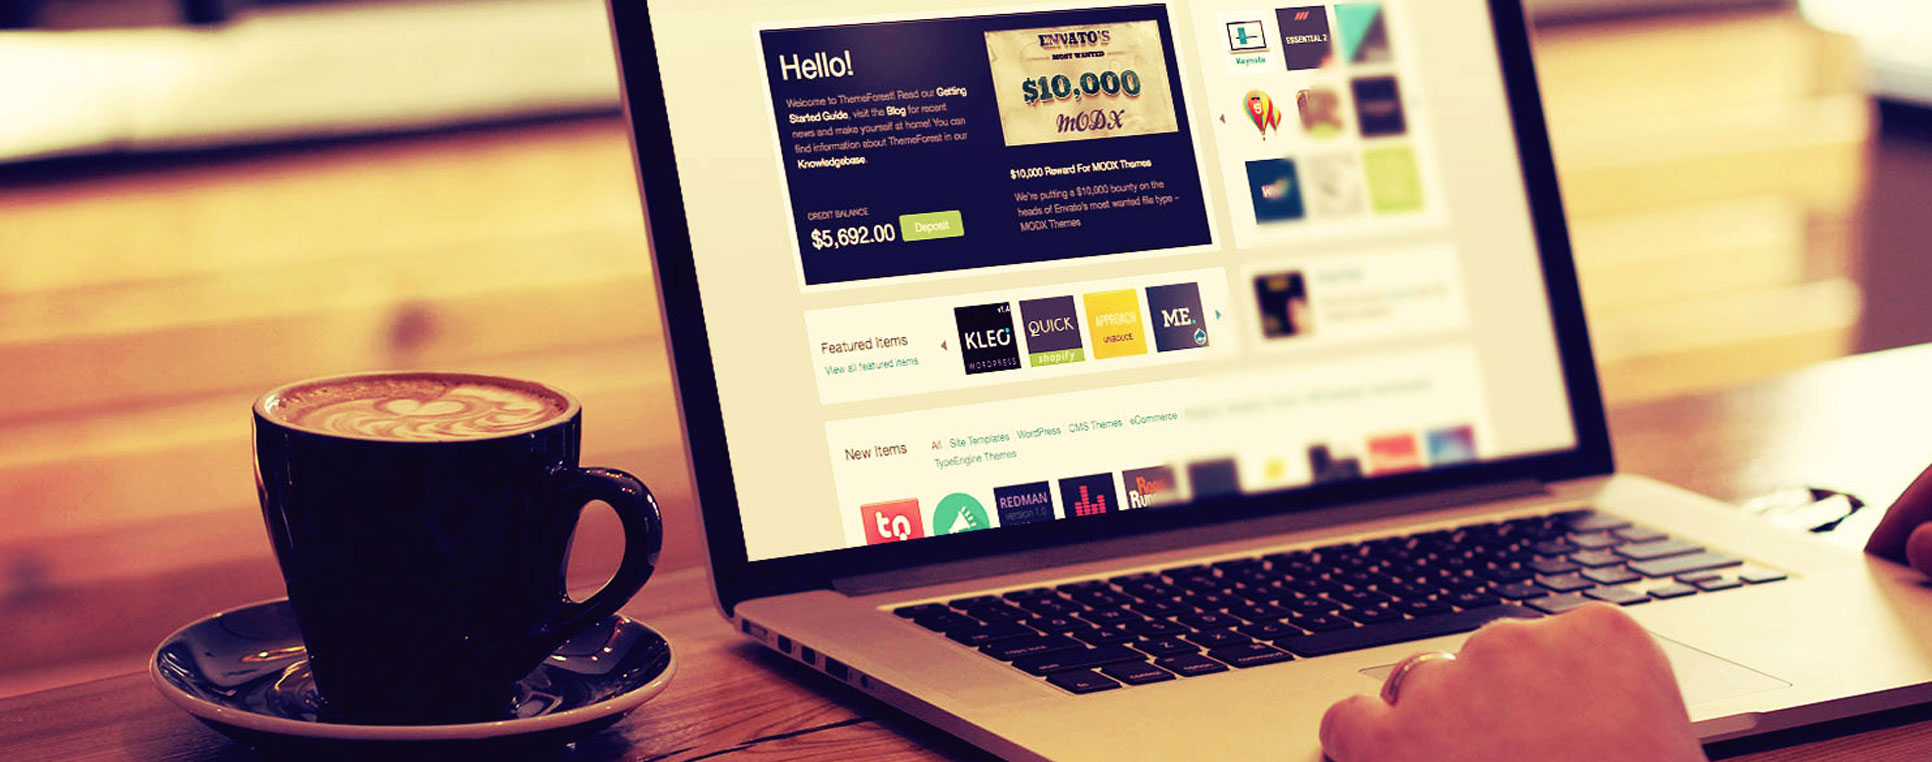 Hello!
Welcome to ThemeForest! Read our Getting
Started Guide, visit the Blog for recent
news and make yourself at home! You can
find information about ThemeForest in our
Knowledgebase.
CREDIT BALANCE
$5,692.00 Deposit
ENVATO'S
MOST WANTED
$10,000
MODX
$10,000 Reward For MODX Themes
We're putting a $10,000 bounty on the
heads of Envato's most wanted file type –
MODX Themes
Keynote
ESSENTIAL 2
Featured Items
View all featured items
v1.4
KLEO
WORDPRESS
QUICK
shopify
APPROACH
UNBOUNCE
ME.
New Items
All Site Templates WordPress CMS Themes eCommerce
TypeEngine Themes
REDMAN
version 1.0